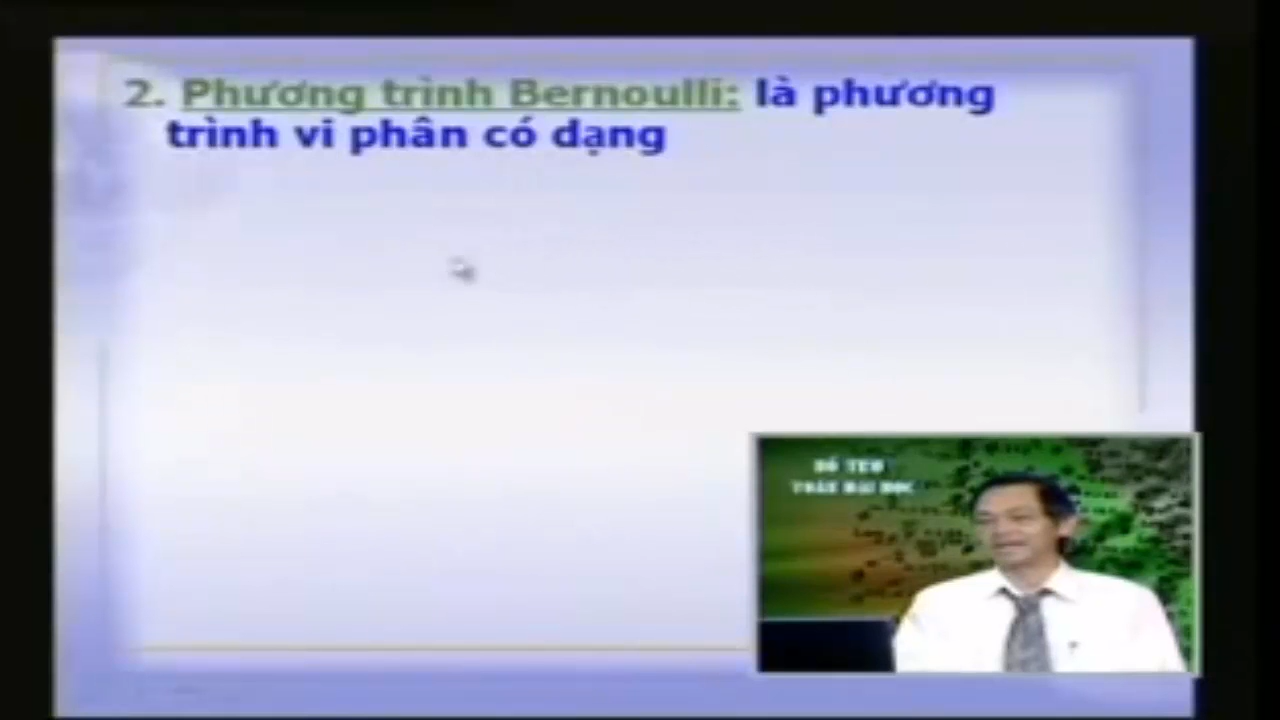 2. Phương trình Bernoulli: là phương
trình vi phân có dạng